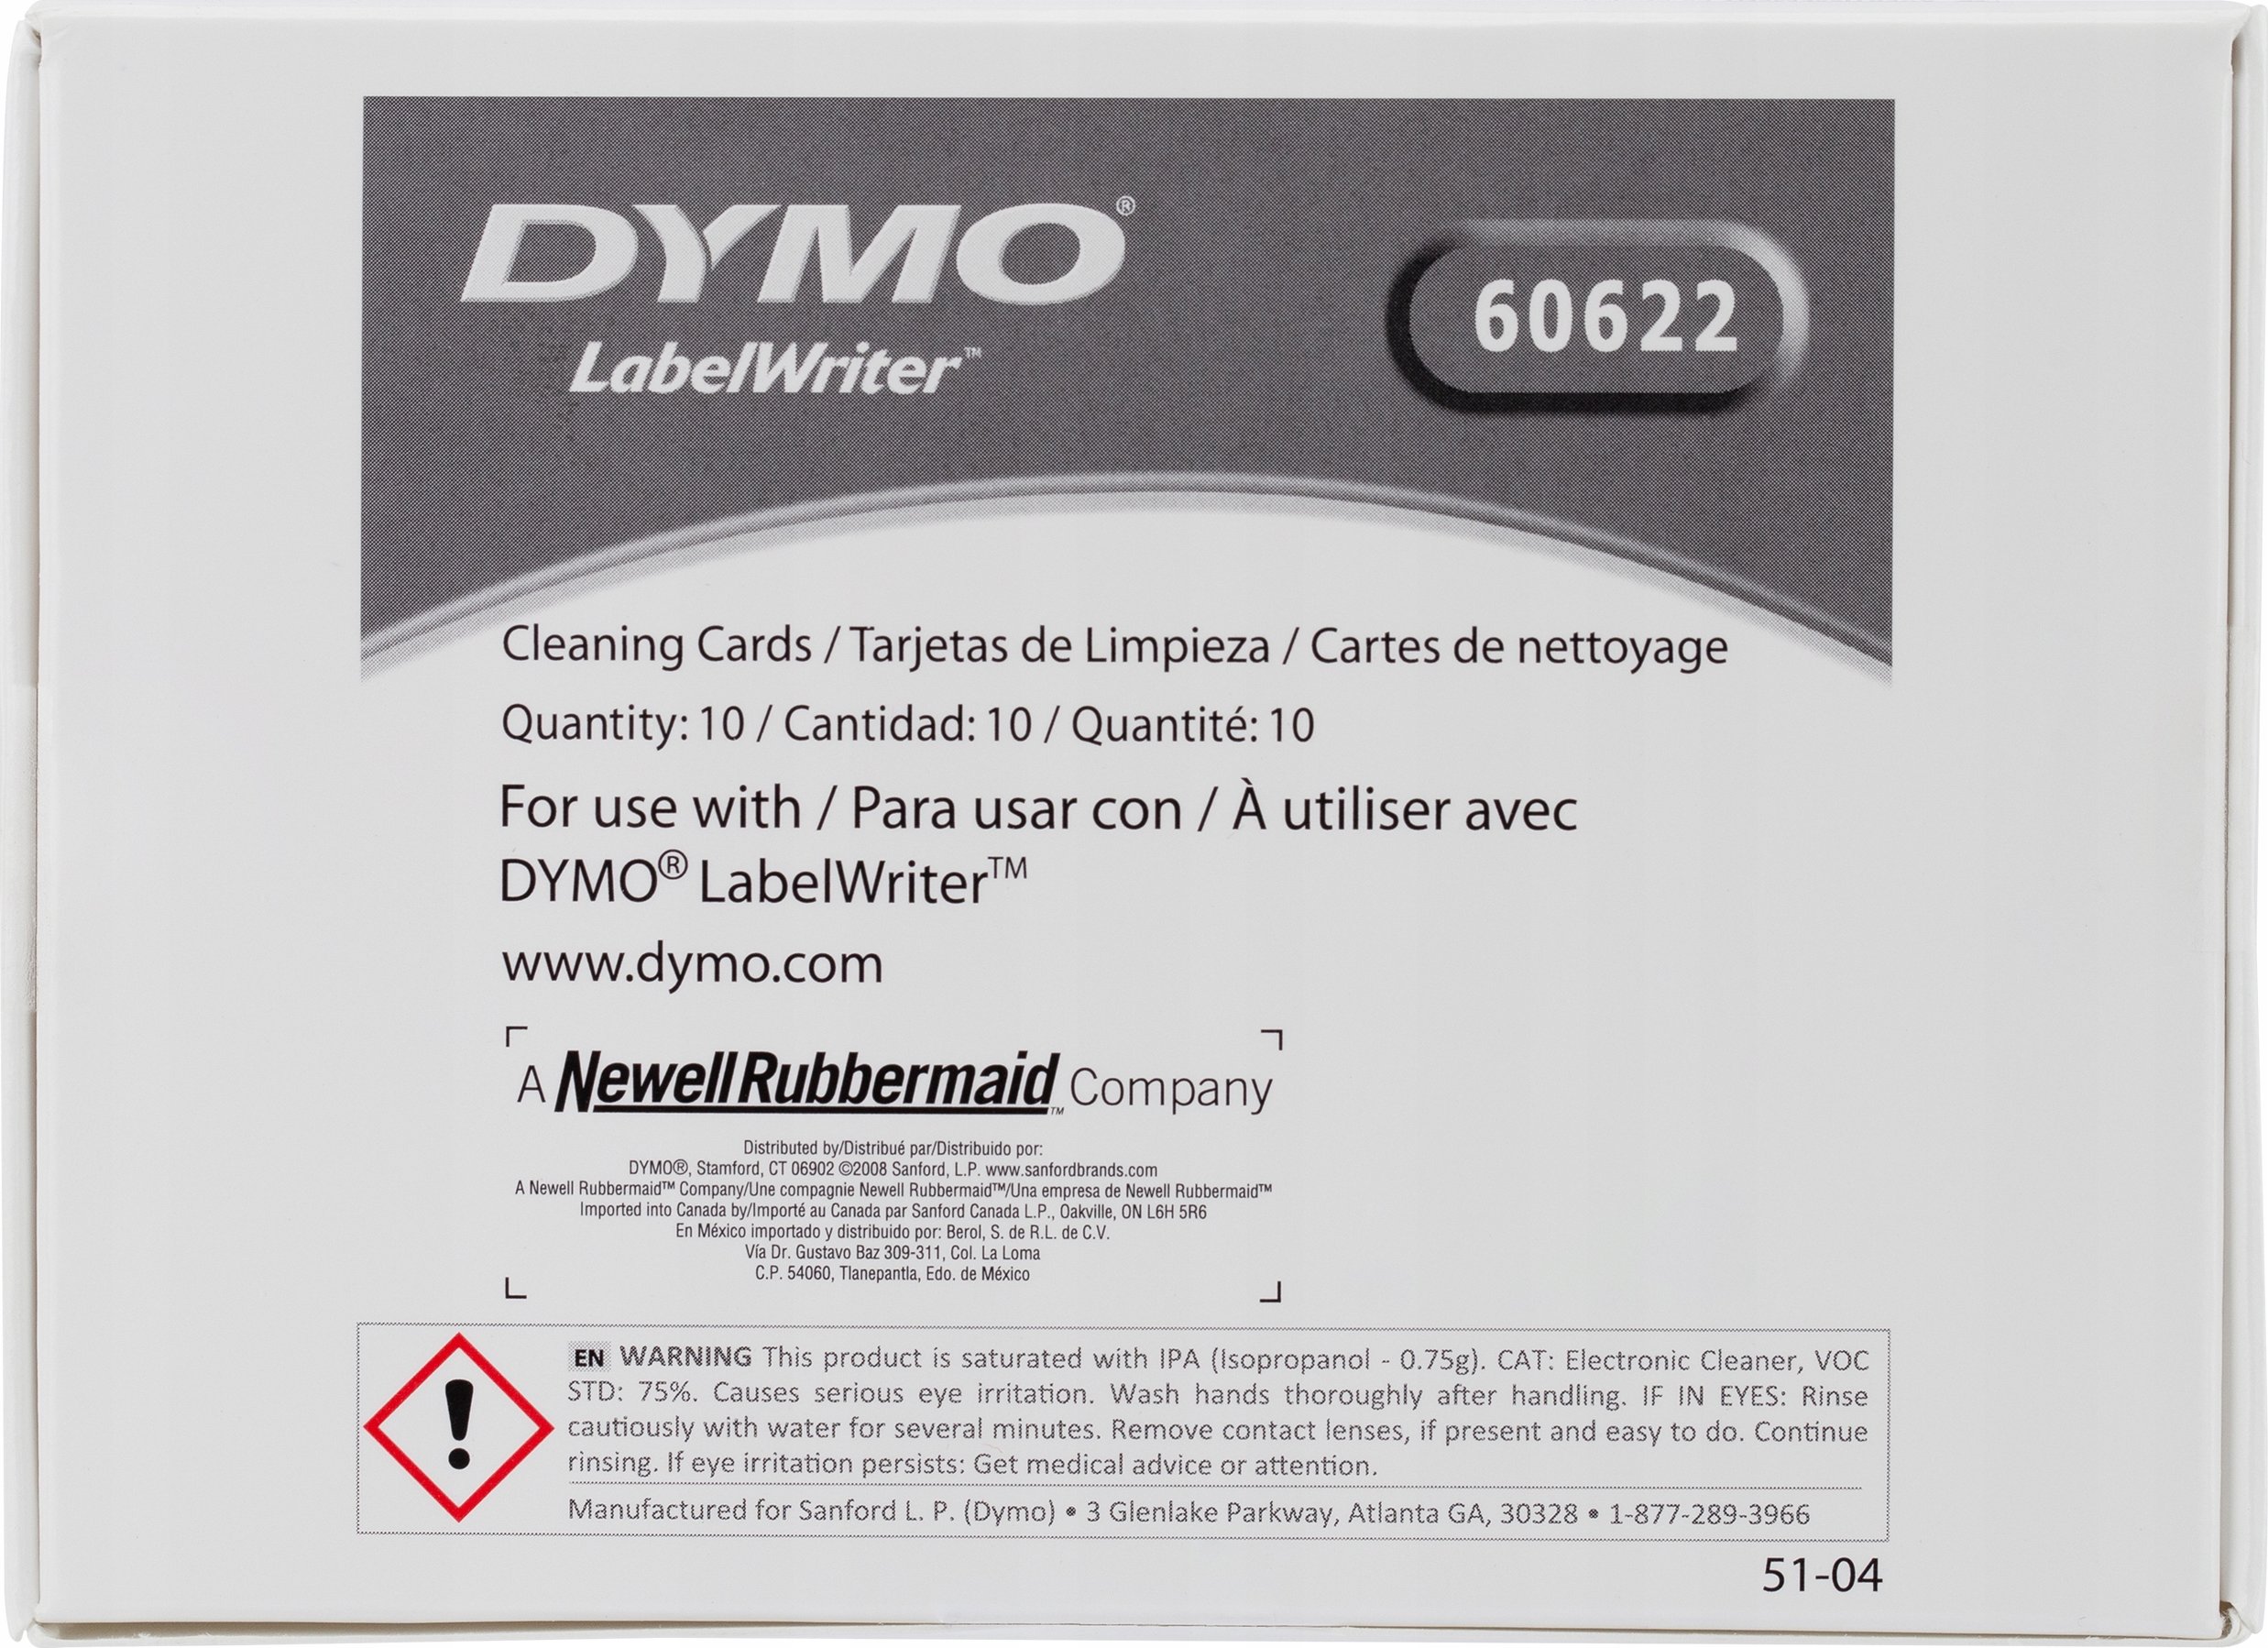 DYMO®
LabelWriter™
60622
Cleaning Cards / Tarjetas de Limpieza / Cartes de nettoyage
Quantity: 10 / Cantidad: 10 / Quantité: 10
For use with / Para usar con / À utiliser avec
DYMO® LabelWriter™
www.dymo.com
A Newell Rubbermaid™ Company
Distributed by/Distribué par/Distribuido por:
DYMO®, Stamford, CT 06902 ©2008 Sanford, L.P. www.sanfordbrands.com
A Newell Rubbermaid™ Company/Une compagnie Newell Rubbermaid™/Una empresa de Newell Rubbermaid™
Imported into Canada by/Importé au Canada par Sanford Canada L.P., Oakville, ON L6H 5R6
En México importado y distribuido por: Berol, S. de R.L. de C.V.
Vía Dr. Gustavo Baz 309-311, Col. La Loma
C.P. 54060, Tlanepantla, Edo. de México
EN WARNING This product is saturated with IPA (Isopropanol - 0.75g). CAT: Electronic Cleaner, VOC
STD: 75%. Causes serious eye irritation. Wash hands thoroughly after handling. IF IN EYES: Rinse
cautiously with water for several minutes. Remove contact lenses, if present and easy to do. Continue
rinsing. If eye irritation persists: Get medical advice or attention.
Manufactured for Sanford L. P. (Dymo) • 3 Glenlake Parkway, Atlanta GA, 30328 • 1-877-289-3966
51-04